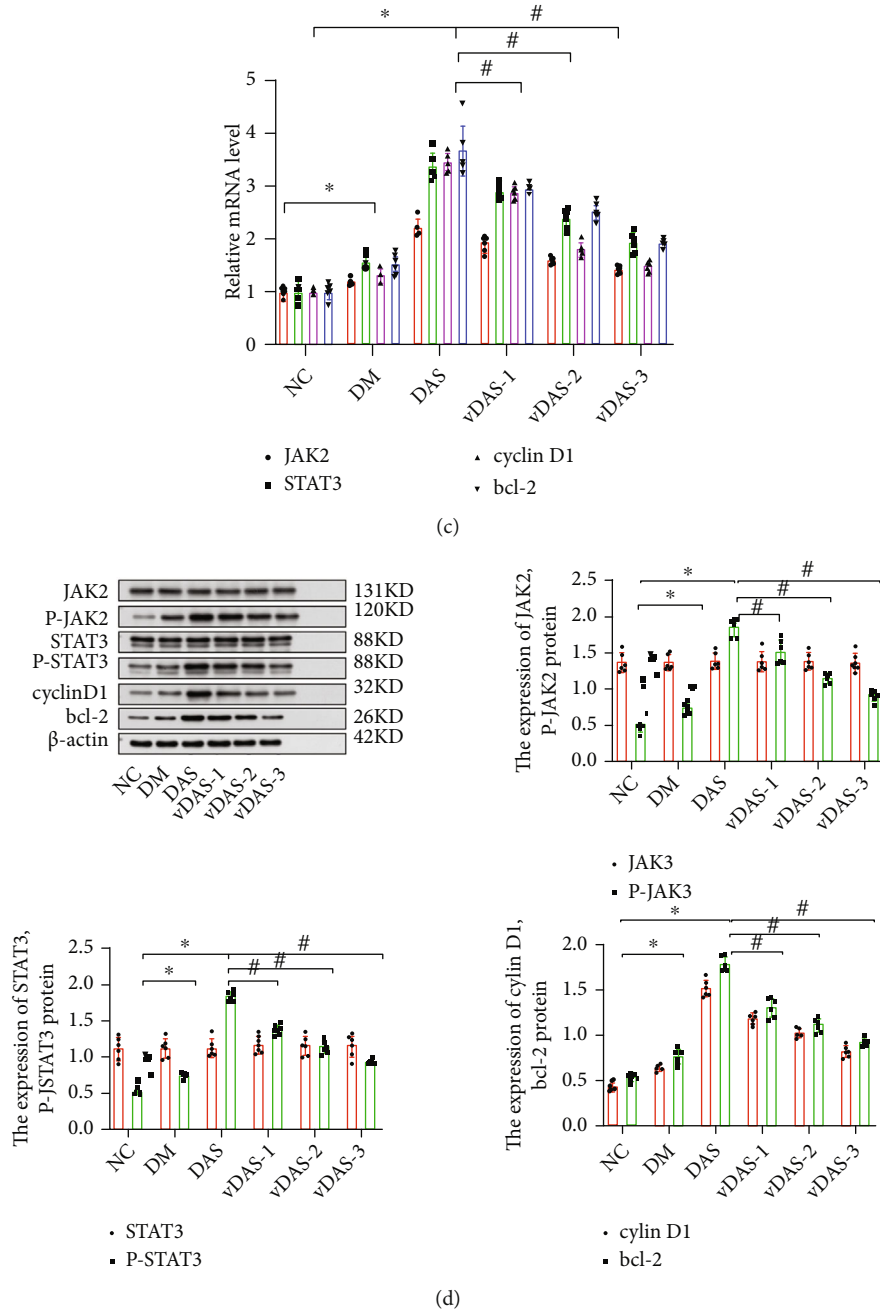 * #
#
#
*
5
4
3
2
1
0
Relative mRNA level
NC DM DAS vDAS-1 vDAS-2 vDAS-3
JAK2 cyclin D1
STAT3 bcl-2
(c)
JAK2 131KD
P-JAK2 120KD
STAT3 88KD
P-STAT3 88KD
cyclinD1 32KD
bcl-2 26KD
β-actin 42KD
NC DM DAS vDAS-1 vDAS-2 vDAS-3
The expression of JAK2,
P-JAK2 protein
* #
#
* #
2.5
2.0
1.5
1.0
0.5
0.0
NC DM DAS vDAS-1 vDAS-2 vDAS-3
JAK3
P-JAK3
The expression of STAT3,
P-JSTAT3 protein
* #
* # #
2.5
2.0
1.5
1.0
0.5
0.0
NC DM DAS vDAS-1 vDAS-2 vDAS-3
STAT3
P-STAT3
The expression of cylin D1,
bcl-2 protein
* #
#
* #
2.0
1.5
1.0
0.5
0.0
NC DM DAS vDAS-1 vDAS-2 vDAS-3
cylin D1
bcl-2
(d)